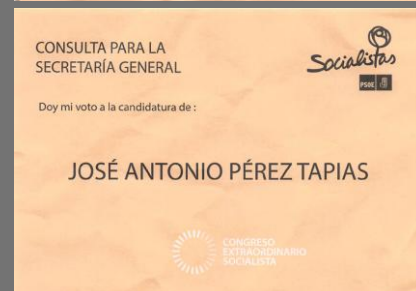 CONSULTA PARA LA
SECRETARÍA GENERAL
Socialistas
PSOE
Doy mi voto a la candidatura de :
JOSÉ ANTONIO PÉREZ TAPIAS
CONGRESO
EXTRAORDINARIO
SOCIALISTA